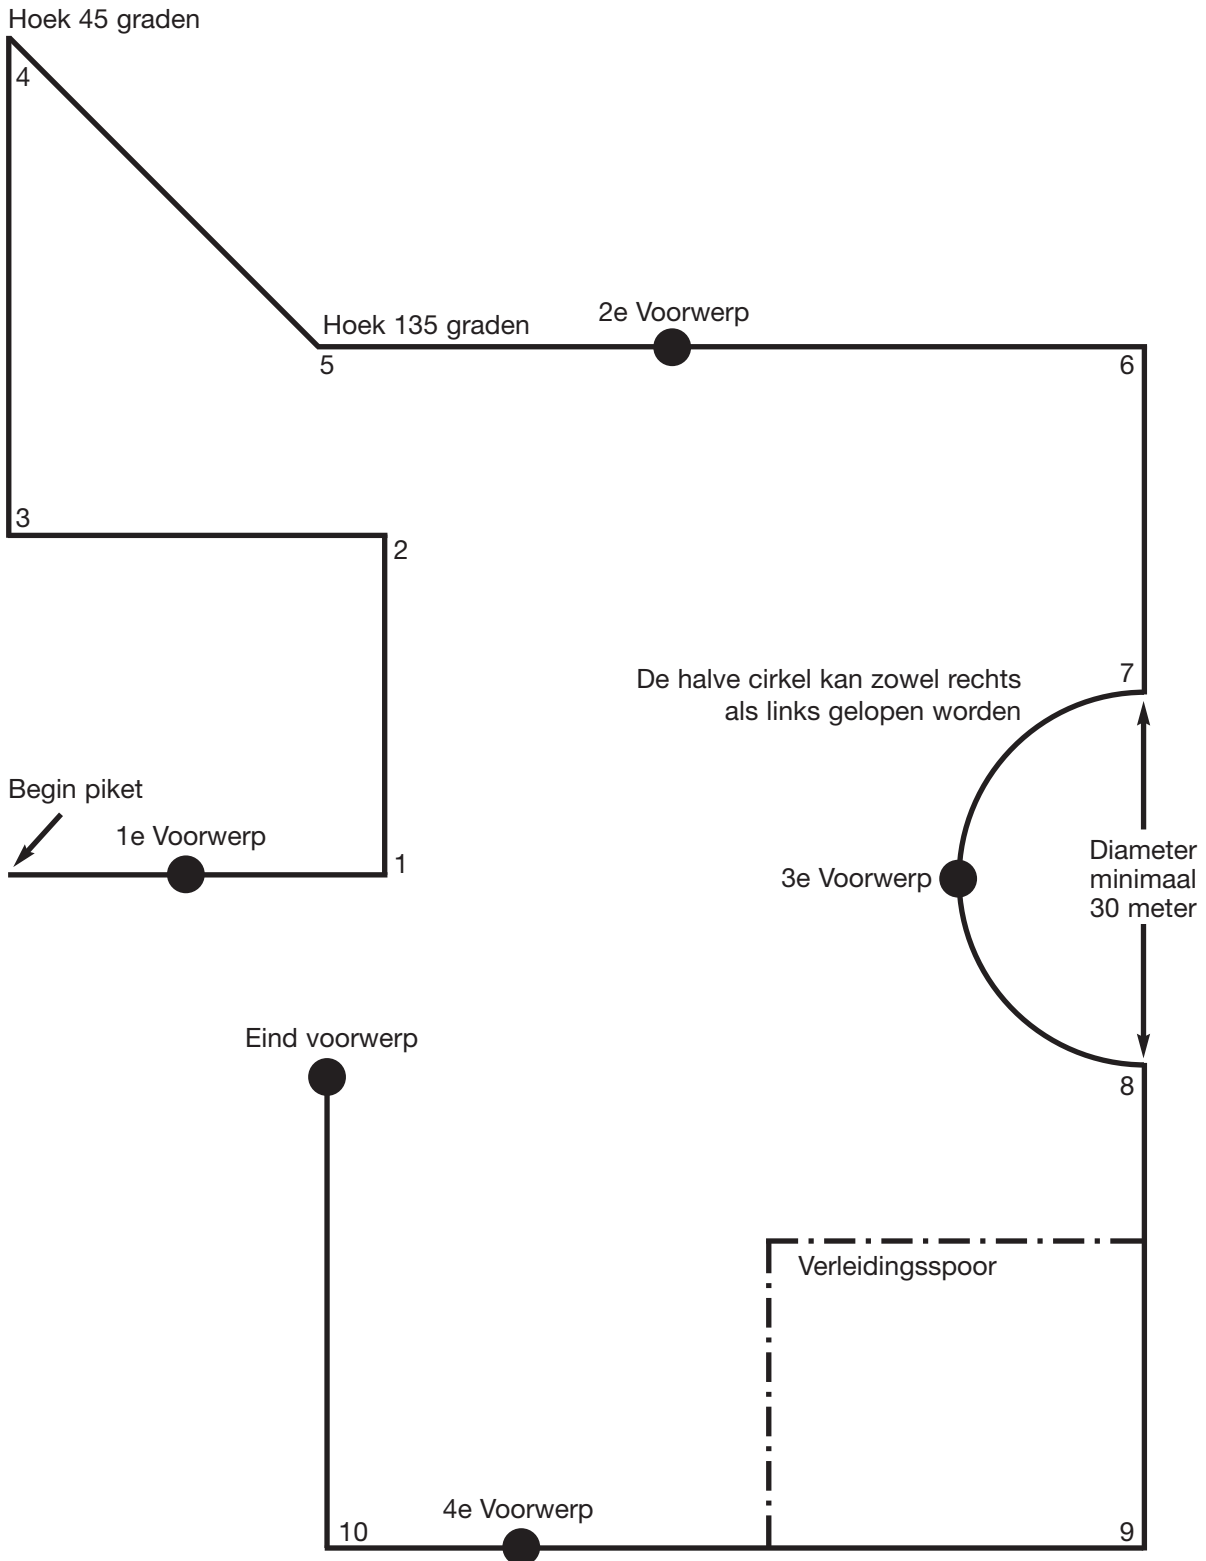 Hoek 45 graden
4
2e Voorwerp
Hoek 135 graden
5
6
3
2
7
De halve cirkel kan zowel rechts
als links gelopen worden
Begin piket
1e Voorwerp
1
Diameter
minimaal
30 meter
3e Voorwerp
Eind voorwerp
8
Verleidingsspoor
4e Voorwerp
10
9